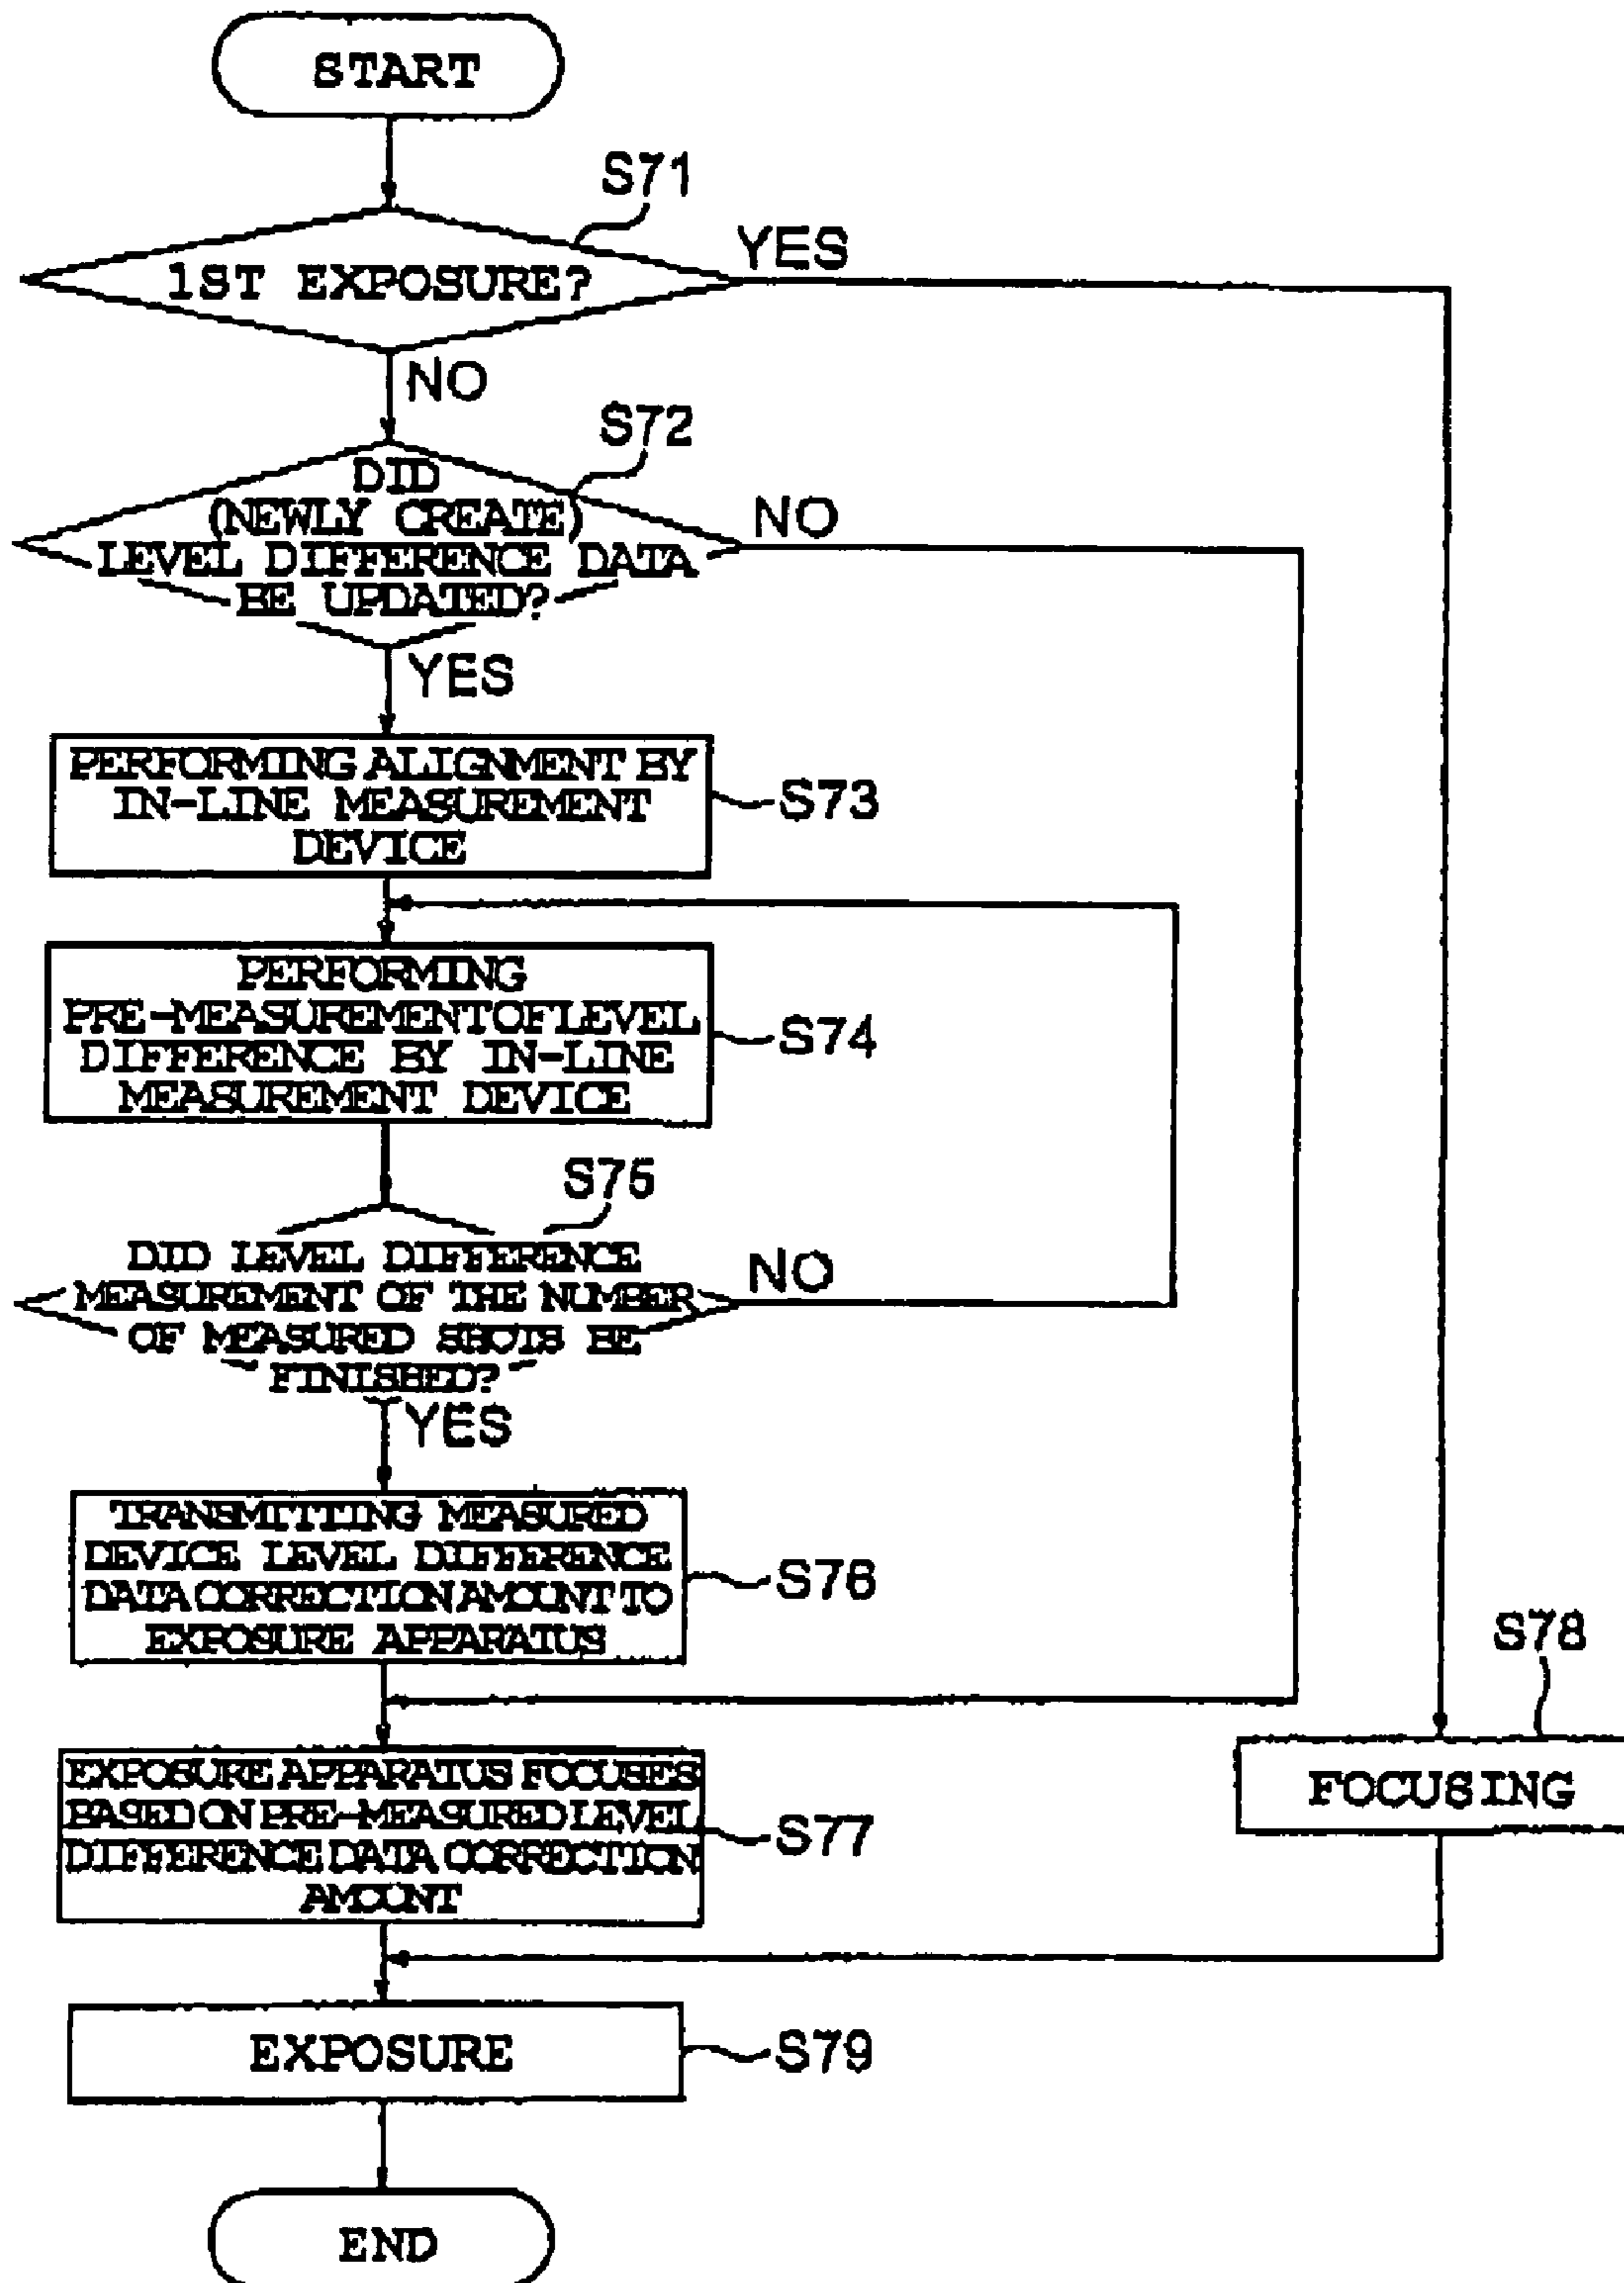 START
S71
1ST EXPOSURE?
YES
NO
S72
DID
(NEWLY CREATE)
LEVEL DIFFERENCE DATA
BE UPDATED?
NO
YES
PERFORMING ALIGNMENT BY
IN-LINE MEASUREMENT
DEVICE
S73
PERFORMING
PRE-MEASUREMENT OF LEVEL
DIFFERENCE BY IN-LINE
MEASUREMENT DEVICE
S74
S75
DID LEVEL DIFFERENCE
MEASUREMENT OF THE NUMBER
OF MEASURED SHOTS BE
FINISHED?
NO
YES
TRANSMITTING MEASURED
DEVICE LEVEL DIFFERENCE
DATA CORRECTION AMOUNT TO
EXPOSURE APPARATUS
S76
EXPOSURE APPARATUS FOCUSES
BASED ON PRE-MEASURED LEVEL
DIFFERENCE DATA CORRECTION
AMOUNT
S77
S78
FOCUSING
EXPOSURE
S79
END